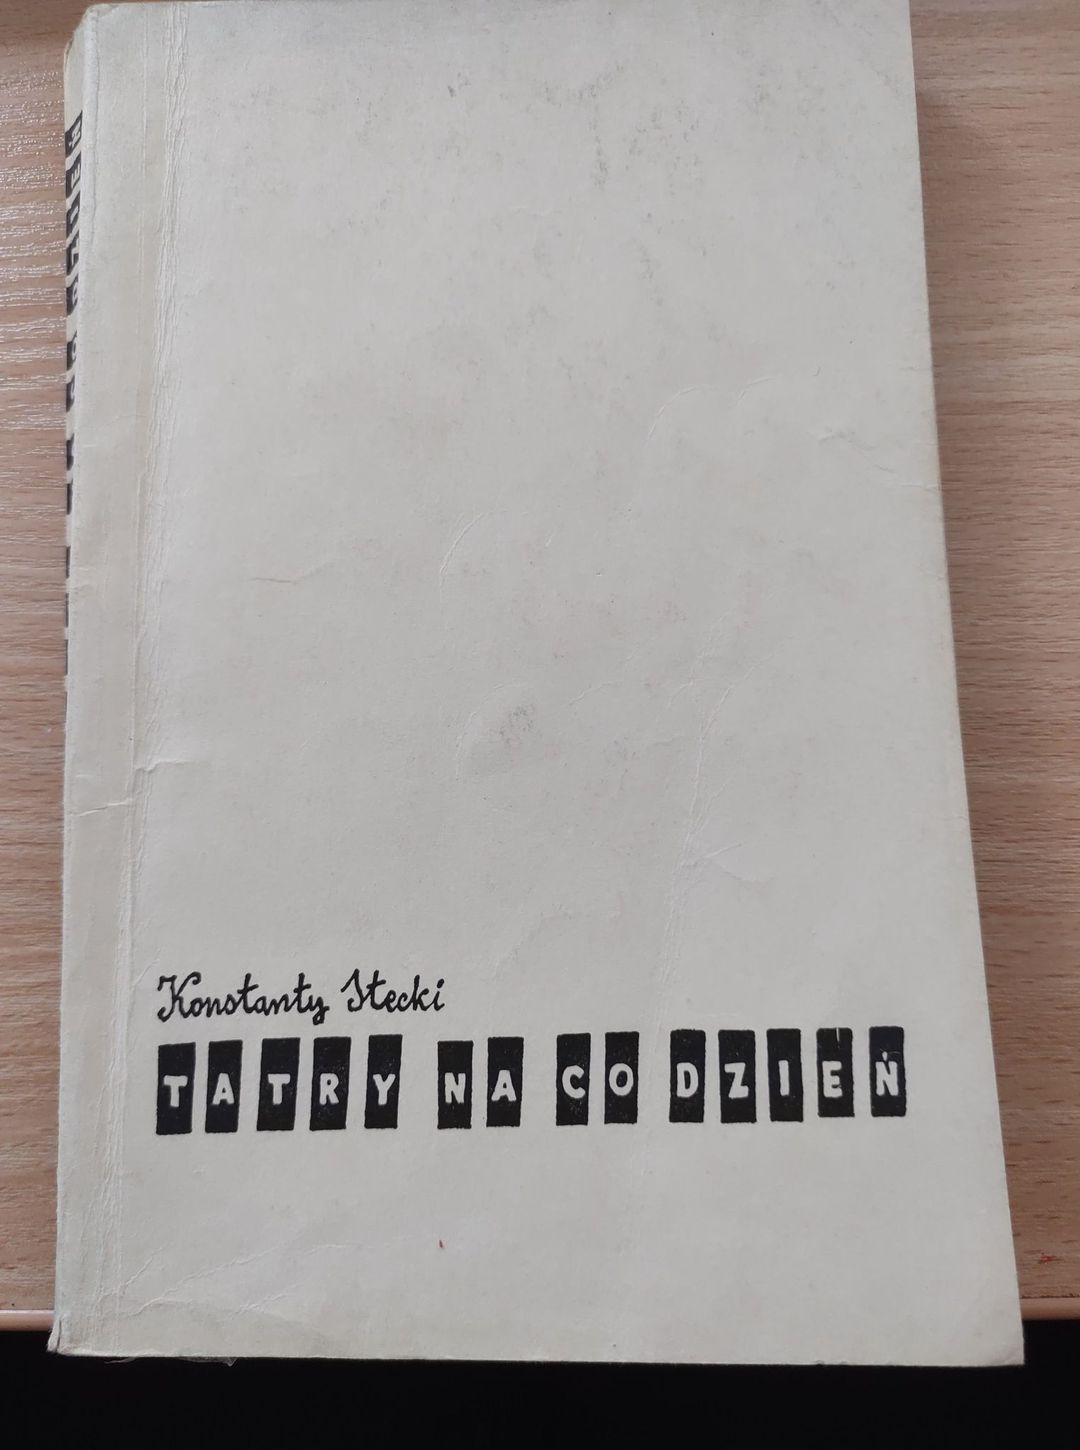 Konstanty Stecki
TATRY NA CO DZIEŃ